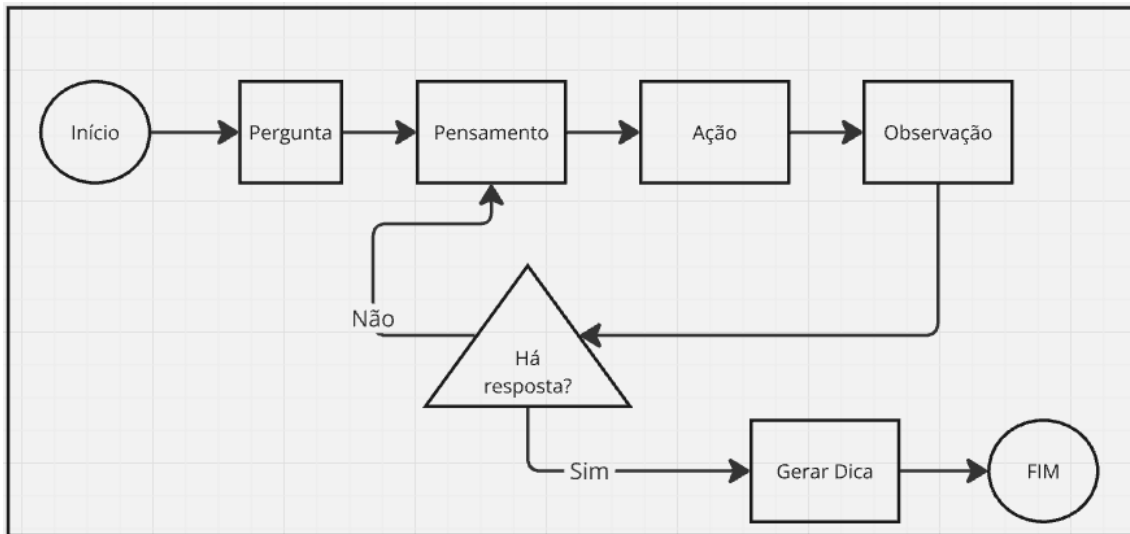 Início
Pergunta
Pensamento
Ação
Observação
Não
Há
resposta?
Sim
Gerar Dica
FIM